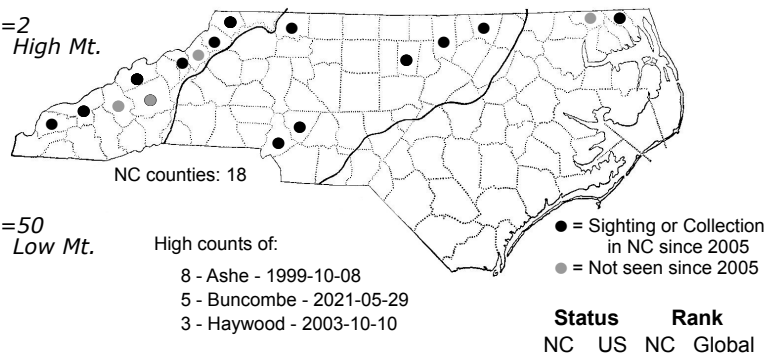 =2
High Mt.
NC counties: 18
=50
Low Mt.
High counts of:
8 - Ashe - 1999-10-08
5 - Buncombe - 2021-05-29
3 - Haywood - 2003-10-10
= Sighting or Collection
in NC since 2005
= Not seen since 2005
Status Rank
NC US NC Global